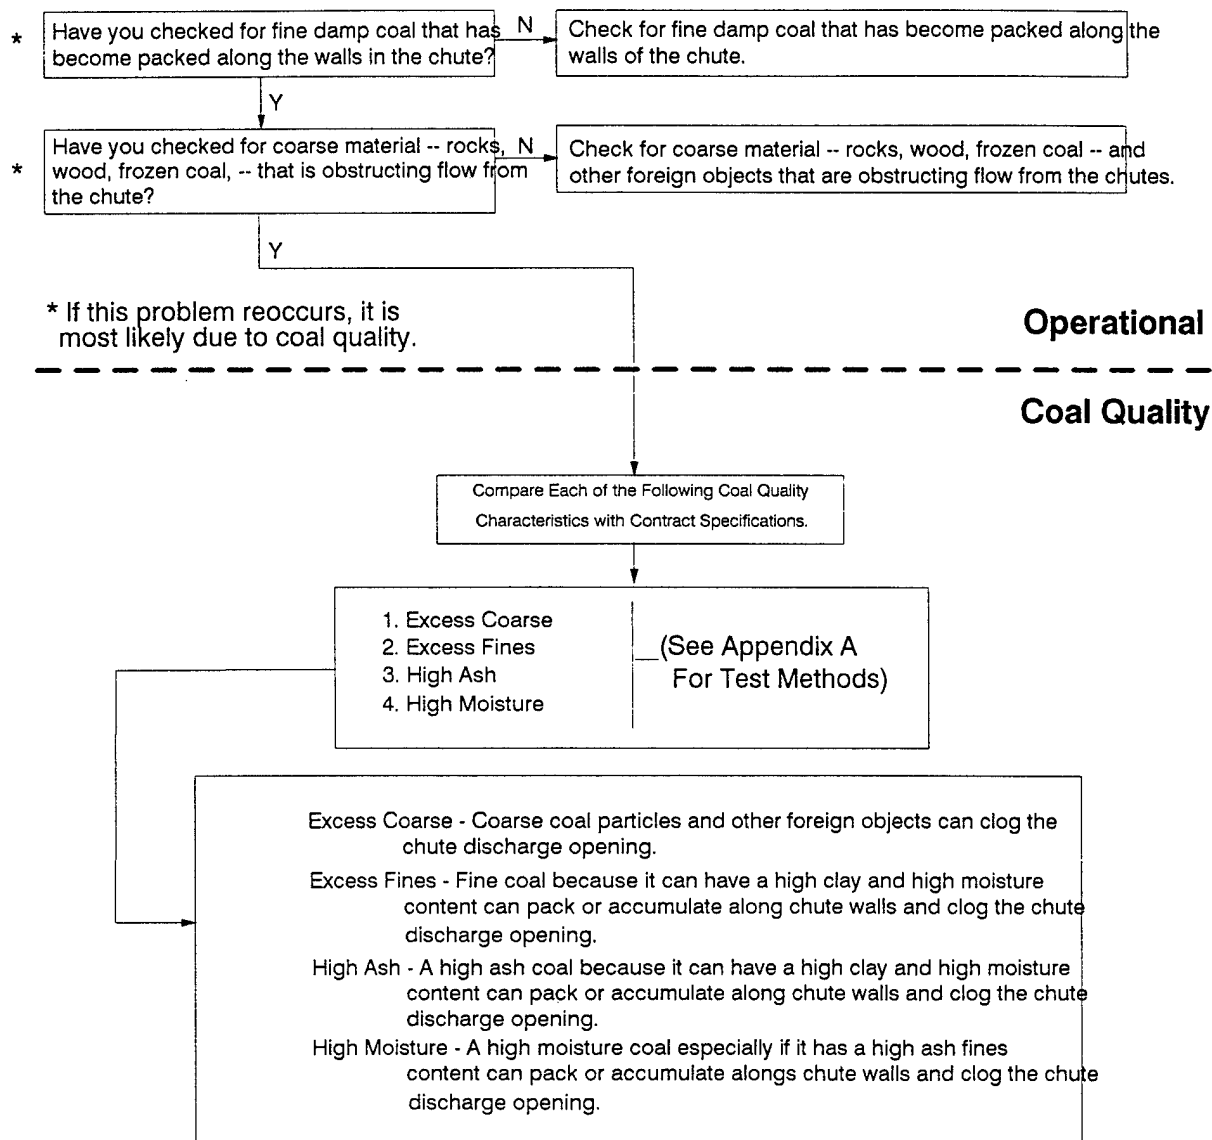 * Have you checked for fine damp coal that has
become packed along the walls in the chute?
N
Check for fine damp coal that has become packed along the
walls of the chute.
Y
Have you checked for coarse material -- rocks,
* wood, frozen coal, -- that is obstructing flow from
the chute?
N
Check for coarse material -- rocks, wood, frozen coal -- and
other foreign objects that are obstructing flow from the chutes.
Y
* If this problem reoccurs, it is
most likely due to coal quality.
Operational
Coal Quality
Compare Each of the Following Coal Quality
Characteristics with Contract Specifications.
1. Excess Coarse
2. Excess Fines
3. High Ash
4. High Moisture
(See Appendix A
For Test Methods)
Excess Coarse - Coarse coal particles and other foreign objects can clog the
chute discharge opening.
Excess Fines - Fine coal because it can have a high clay and high moisture
content can pack or accumulate along chute walls and clog the chute
discharge opening.
High Ash - A high ash coal because it can have a high clay and high moisture
content can pack or accumulate along chute walls and clog the chute
discharge opening.
High Moisture - A high moisture coal especially if it has a high ash fines
content can pack or accumulate alongs chute walls and clog the chute
discharge opening.